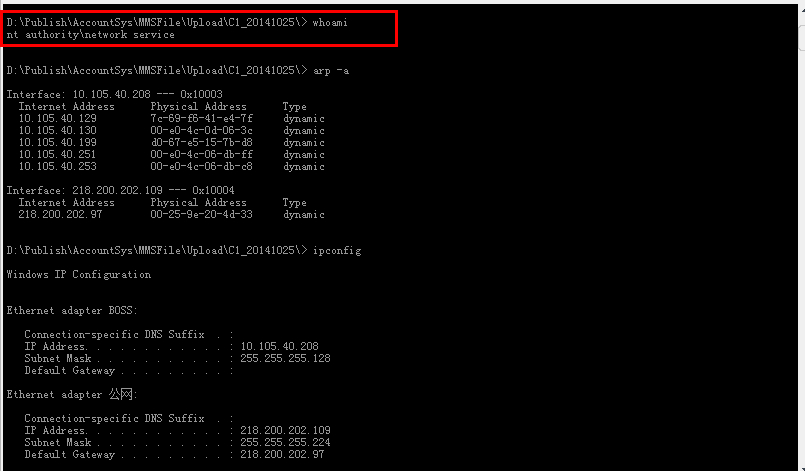 D:\Publish\AccountSys\MMSFile\Upload\C1_20141025\> whoami
nt authority\network service
D:\Publish\AccountSys\MMSFile\Upload\C1_20141025\> arp -a
Interface: 10.105.40.208 --- 0x10003
Internet Address Physical Address Type
10.105.40.129 7c-69-f6-41-e4-7f dynamic
10.105.40.130 00-e0-4c-0d-06-3c dynamic
10.105.40.199 d0-67-e5-15-7b-d8 dynamic
10.105.40.251 00-e0-4c-06-db-ff dynamic
10.105.40.253 00-e0-4c-06-db-c8 dynamic
Interface: 218.200.202.109 --- 0x10004
Internet Address Physical Address Type
218.200.202.97 00-25-9e-20-4d-33 dynamic
D:\Publish\AccountSys\MMSFile\Upload\C1_20141025\> ipconfig
Windows IP Configuration
Ethernet adapter BOSS:
Connection-specific DNS Suffix . :
IP Address. . . . . . . . . . . . : 10.105.40.208
Subnet Mask . . . . . . . . . . . : 255.255.255.128
Default Gateway . . . . . . . . . :
Ethernet adapter 公网:
Connection-specific DNS Suffix . :
IP Address. . . . . . . . . . . . : 218.200.202.109
Subnet Mask . . . . . . . . . . . : 255.255.255.224
Default Gateway . . . . . . . . . : 218.200.202.97